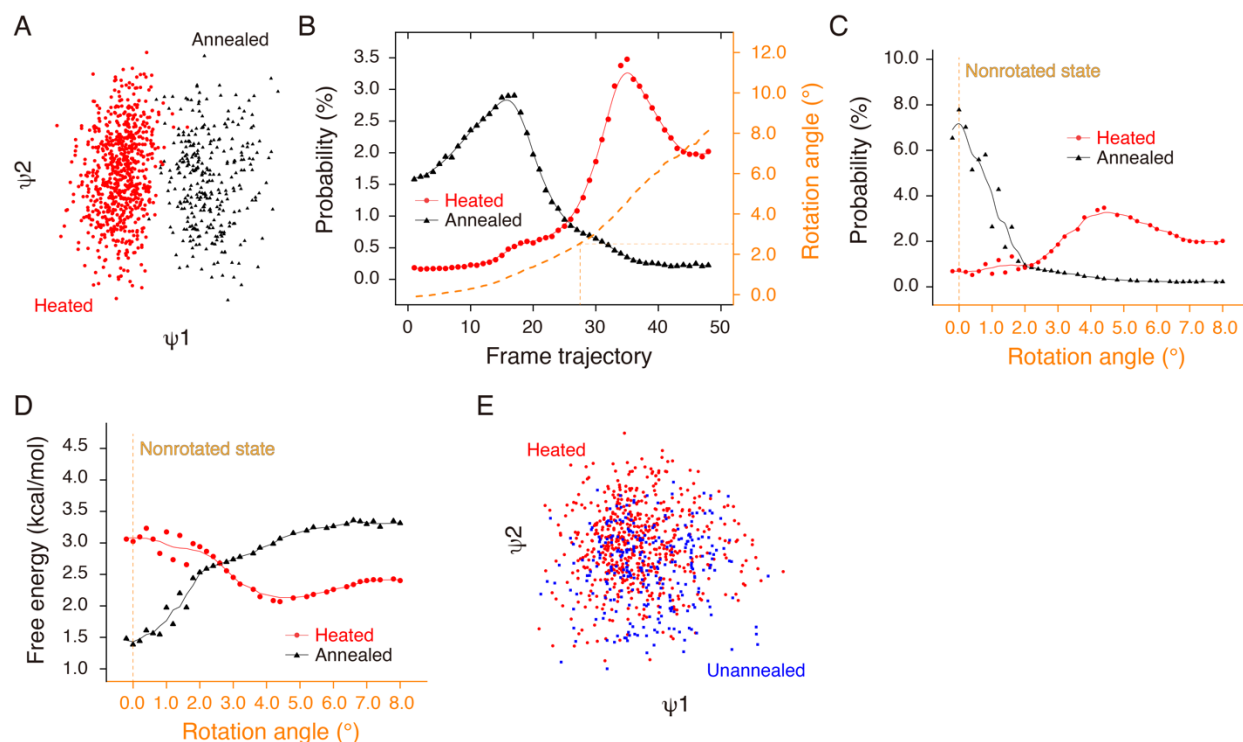 A
Annealed
Heated
ψ2
ψ1
B
Probability (%)
3.5
3.0
2.5
2.0
1.5
1.0
0.5
0.0
Heated
Annealed
12.0
10.0
8.0
6.0
4.0
2.0
0.0
Rotation angle (°)
0 10 20 30 40 50
Frame trajectory
C
Probability (%)
10.0
8.0
6.0
4.0
2.0
0.0
Nonrotated state
Heated
Annealed
0.0 1.0 2.0 3.0 4.0 5.0 6.0 7.0 8.0
Rotation angle (°)
D
Free energy (kcal/mol)
4.5
4.0
3.5
3.0
2.5
2.0
1.5
1.0
Nonrotated state
Heated
Annealed
0.0 1.0 2.0 3.0 4.0 5.0 6.0 7.0 8.0
Rotation angle (°)
E
Heated
ψ2
Unannealed
ψ1